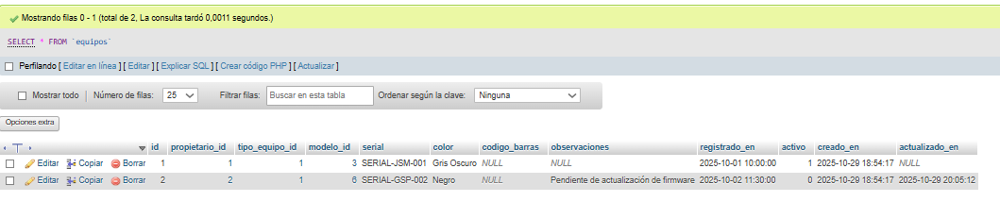 Mostrando filas 0 - 1 (total de 2, La consulta tardó 0,0011 segundos.)
SELECT * FROM `equipos`
Perfilando [ Editar en línea ] [ Editar ] [ Explicar SQL ] [ Crear código PHP ] [ Actualizar ]
Mostrar todo | Número de filas: 25 Filtrar filas: Buscar en esta tabla Ordenar según la clave: Ninguna
Opciones extra
id propietario_id tipo_equipo_id modelo_id serial color codigo_barras observaciones registrado_en activo creado_en actualizado_en
Editar Copiar Borrar 1 1 1 3 SERIAL-JSM-001 Gris Oscuro NULL NULL 2025-10-01 10:00:00 1 2025-10-29 18:54:17 NULL
Editar Copiar Borrar 2 2 1 6 SERIAL-GSP-002 Negro NULL Pendiente de actualización de firmware 2025-10-02 11:30:00 0 2025-10-29 18:54:17 2025-10-29 20:05:12